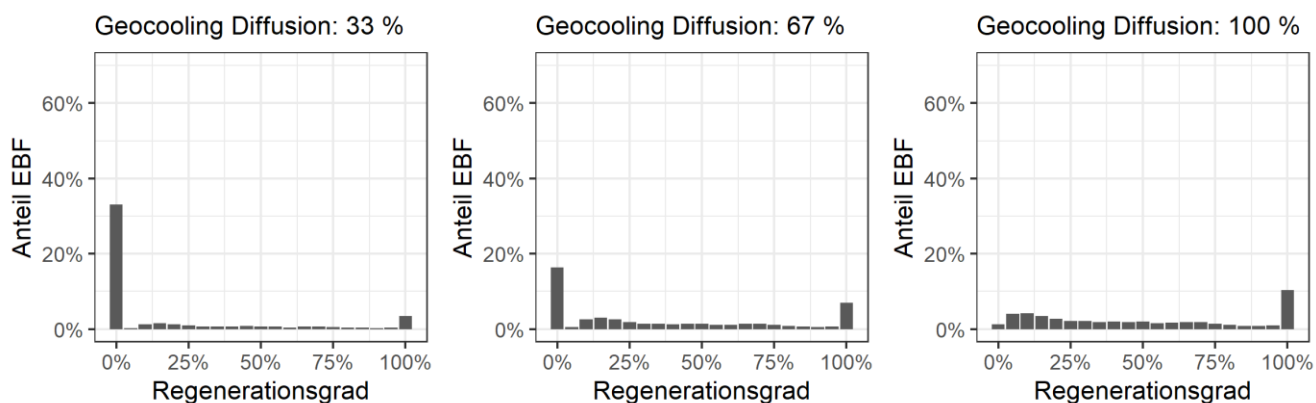 Geocooling Diffusion: 33 %
Anteil EBF
60%
40%
20%
0%
0% 25% 50% 75% 100%
Regenerationsgrad
Geocooling Diffusion: 67 %
Anteil EBF
60%
40%
20%
0%
0% 25% 50% 75% 100%
Regenerationsgrad
Geocooling Diffusion: 100 %
Anteil EBF
60%
40%
20%
0%
0% 25% 50% 75% 100%
Regenerationsgrad